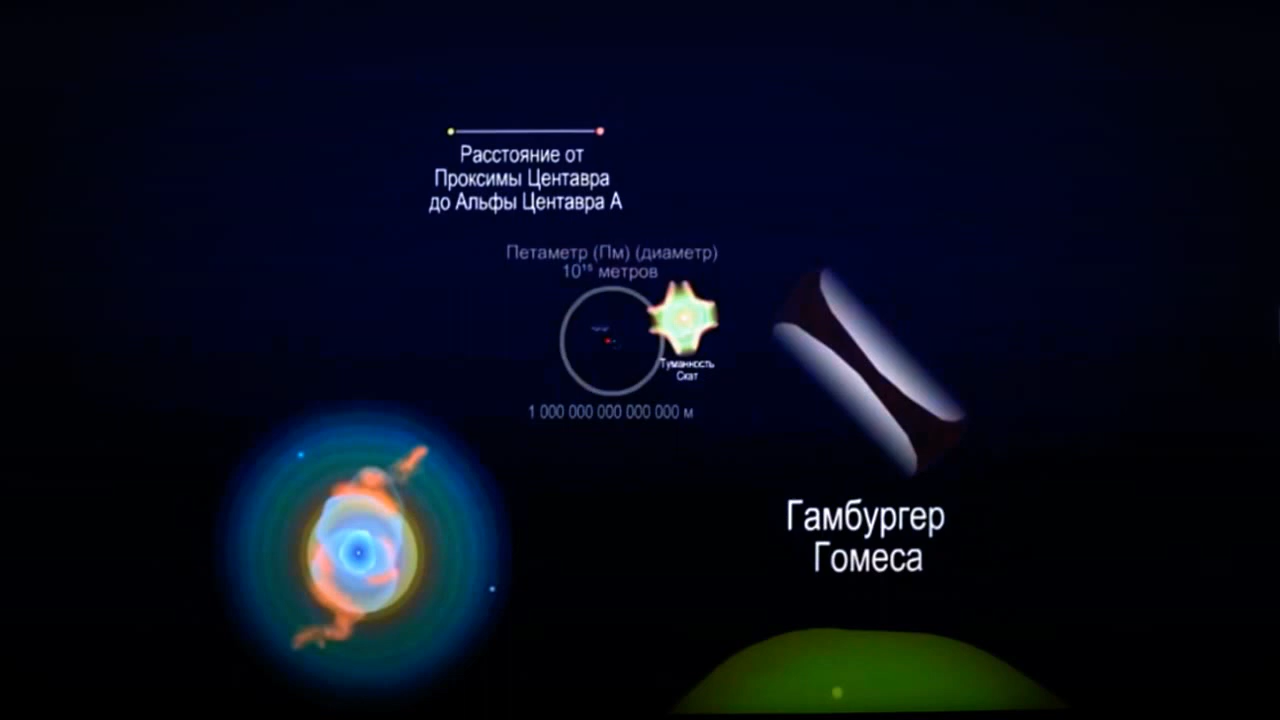 Расстояние от
Проксимы Центавра
до Альфы Центавра А
Петаметр (Пм) (диаметр)
10¹⁵ метров
Туманность
Скат
1 000 000 000 000 000 м
Гамбургер
Гомеса